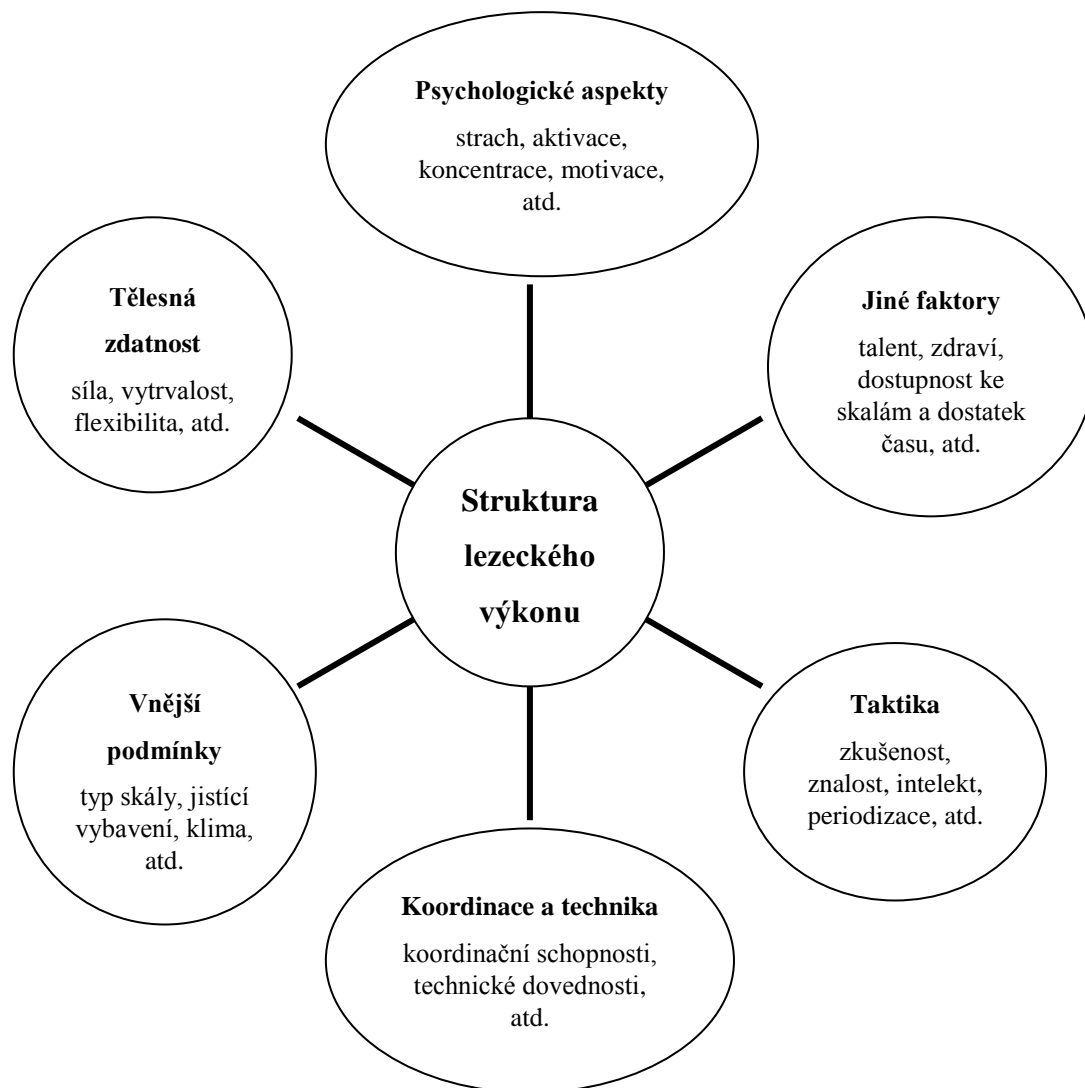 Psychologické aspekty
strach, aktivace,
koncentrace, motivace,
atd.
Tělesná
zdatnost
síla, vytrvalost,
flexibilita, atd.
Jiné faktory
talent, zdraví,
dostupnost ke
skalám a dostatek
času, atd.
Struktura
lezeckého
výkonu
Vnější
podmínky
typ skály, jistící
vybavení, klima,
atd.
Taktika
zkušenost,
znalost, intelekt,
periodizace, atd.
Koordinace a technika
koordinační schopnosti,
technické dovednosti,
atd.